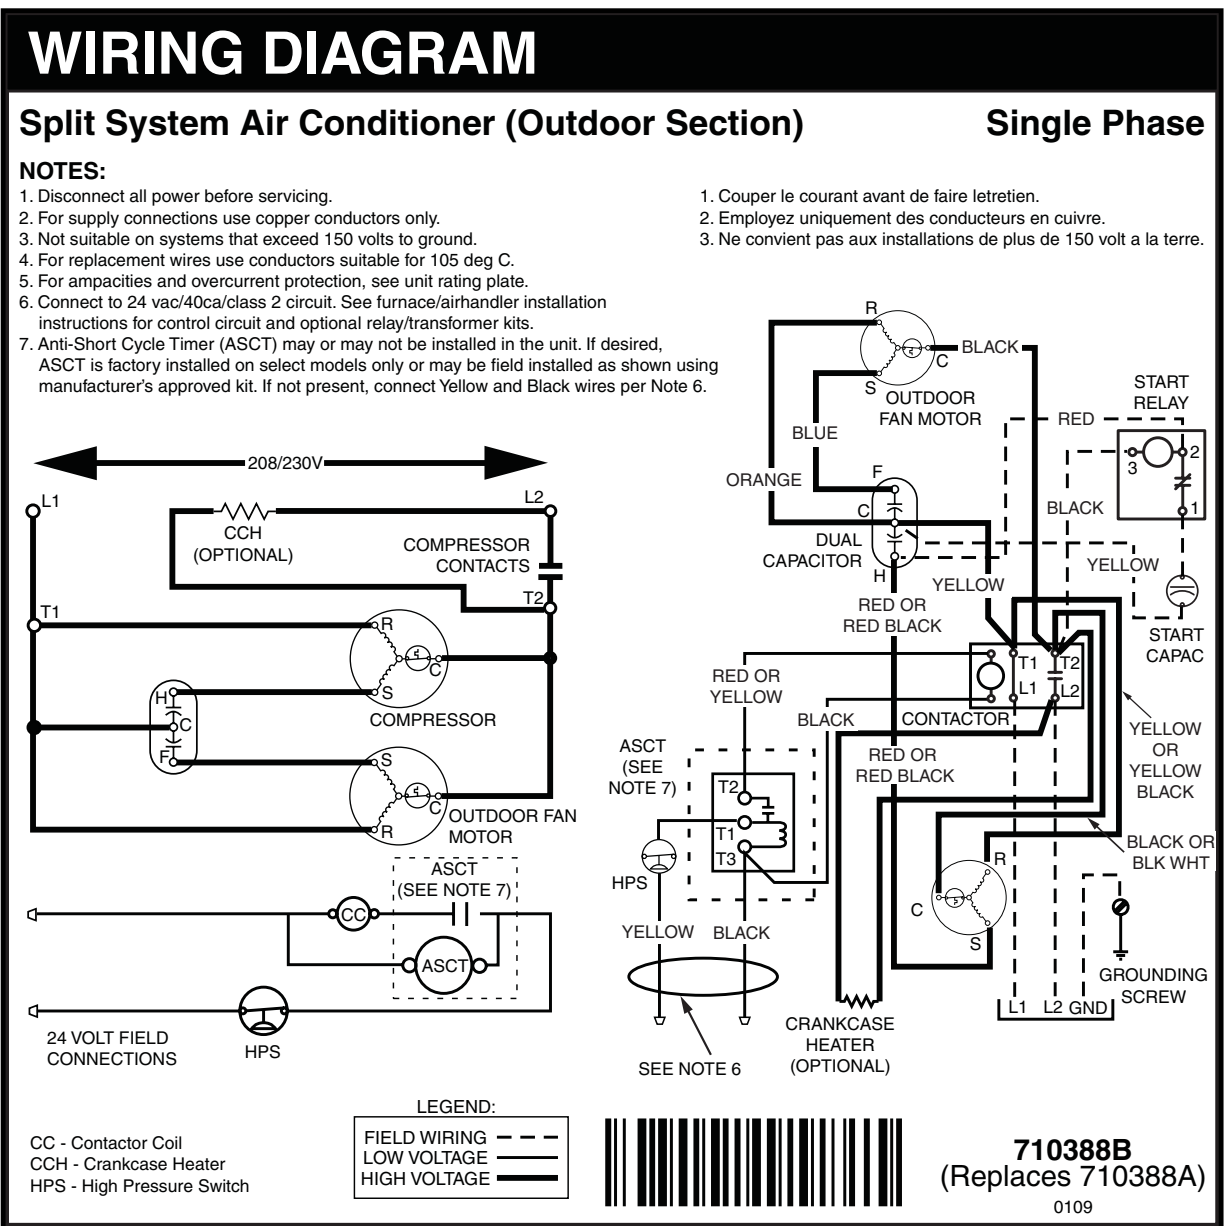 WIRING DIAGRAM
Split System Air Conditioner (Outdoor Section)
Single Phase
NOTES:
1. Disconnect all power before servicing.
2. For supply connections use copper conductors only.
3. Not suitable on systems that exceed 150 volts to ground.
4. For replacement wires use conductors suitable for 105 deg C.
5. For ampacities and overcurrent protection, see unit rating plate.
6. Connect to 24 vac/40ca/class 2 circuit. See furnace/airhandler installation
instructions for control circuit and optional relay/transformer kits.
7. Anti-Short Cycle Timer (ASCT) may or may not be installed in the unit. If desired,
ASCT is factory installed on select models only or may be field installed as shown using
manufacturer's approved kit. If not present, connect Yellow and Black wires per Note 6.
1. Couper le courant avant de faire letretien.
2. Employez uniquement des conducteurs en cuivre.
3. Ne convient pas aux installations de plus de 150 volt a la terre.
208/230V
L1
L2
CCH
(OPTIONAL)
COMPRESSOR
CONTACTS
T1
T2
R
C
S
COMPRESSOR
H
C
F
S
C
R
OUTDOOR FAN
MOTOR
ASCT
(SEE NOTE 7)
CC
ASCT
24 VOLT FIELD
CONNECTIONS
HPS
R
C
S
BLACK
OUTDOOR
FAN MOTOR
START
RELAY
RED
BLUE
ORANGE
3
2
1
F
C
H
DUAL
CAPACITOR
BLACK
YELLOW
YELLOW
RED OR
RED BLACK
START
CAPAC
T1
T2
L1
L2
CONTACTOR
RED OR
YELLOW
BLACK
ASCT
(SEE
NOTE 7)
RED OR
RED BLACK
YELLOW
OR
YELLOW
BLACK
T2
T1
T3
HPS
BLACK OR
BLK WHT
R
C
S
YELLOW
BLACK
GROUNDING
SCREW
L1
L2
GND
CRANKCASE
HEATER
(OPTIONAL)
SEE NOTE 6
CC - Contactor Coil
CCH - Crankcase Heater
HPS - High Pressure Switch
LEGEND:
FIELD WIRING
LOW VOLTAGE
HIGH VOLTAGE
710388B
(Replaces 710388A)
0109